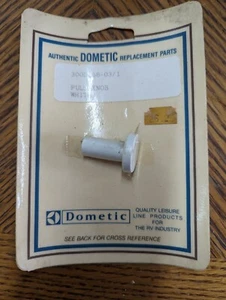 AUTHENTIC DOMETIC REPLACEMENT PARTS
PULL KNOB
Dometic
QUALITY LEISURE
LINE PRODUCTS
FOR THE
RV INDUSTRY
SEE BACK FOR CROSS REFERENCE